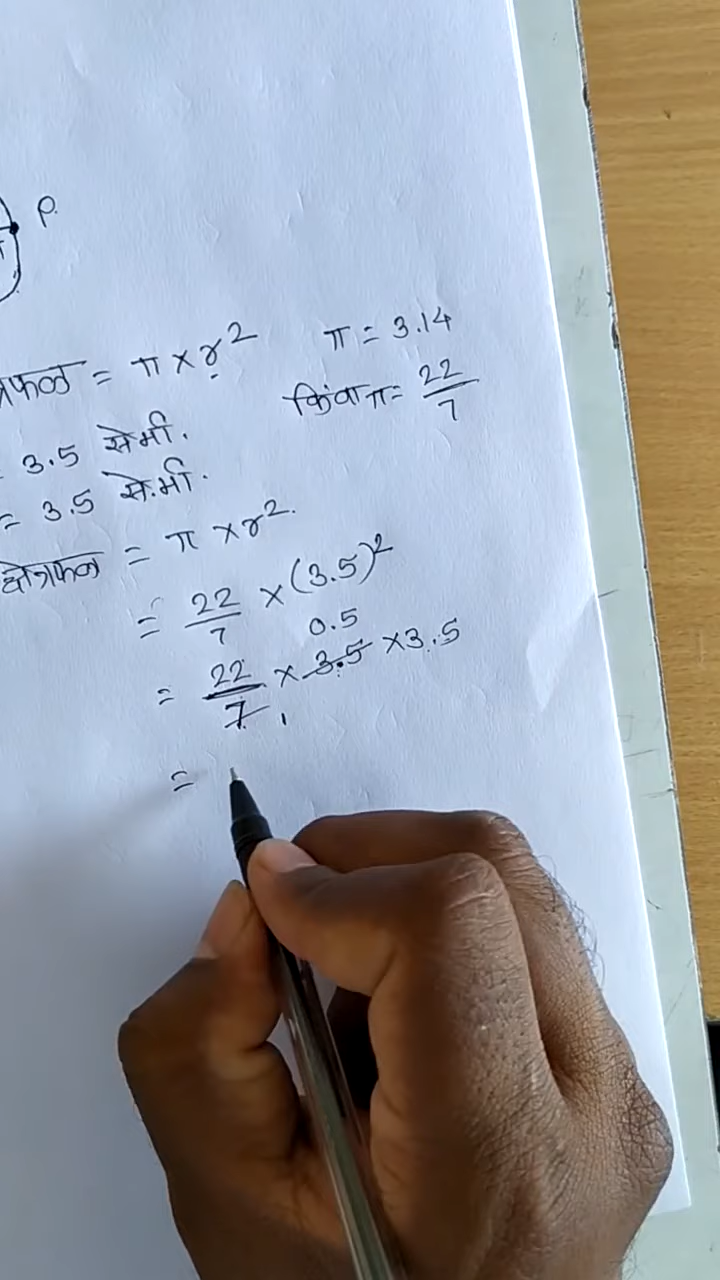 P.
= π × r² π = 3.14
किंवा π = 22/7
= 3.5 सेमी.
= 3.5 से.मी.
क्षेत्रफळ = π × r².
= 22/7 × (3.5)²
0.5
= 22/7 × 3.5 × 3.5
1
=